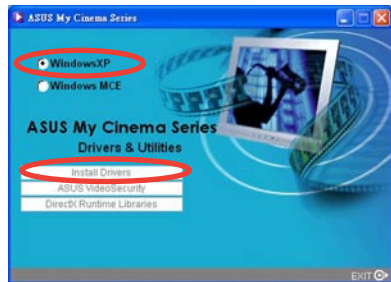 ASUS My Cinema Series
WindowsXP
Windows MCE
ASUS My Cinema Series
Drivers & Utilities
Install Drivers
ASUS VideoSecurity
DirectX Runtime Libraries
EXIT